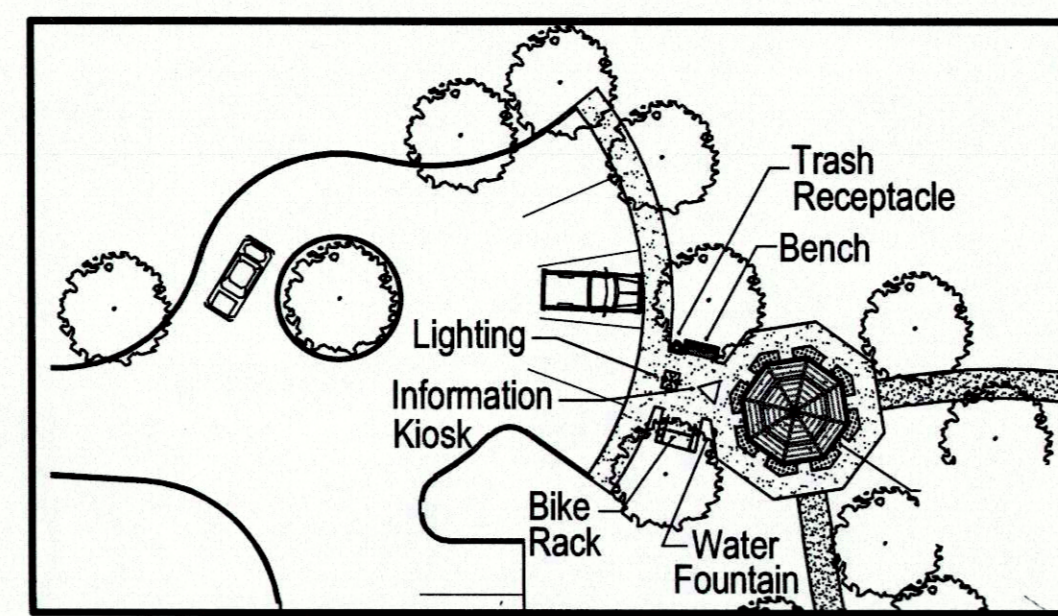 Trash
Receptacle
Bench
Lighting
Information
Kiosk
Bike
Rack
Water
Fountain